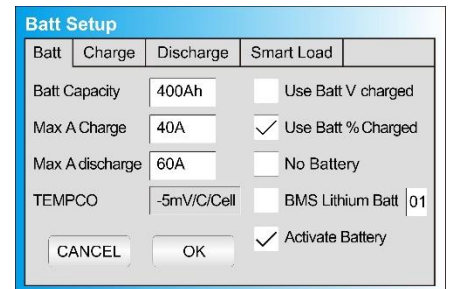 Batt Setup
Batt Charge Discharge Smart Load
Batt Capacity 400Ah Use Batt V charged
Max A Charge 40A Use Batt % Charged
Max A discharge 60A No Battery
TEMPCO -5mV/C/Cell BMS Lithium Batt 01
Activate Battery
CANCEL OK